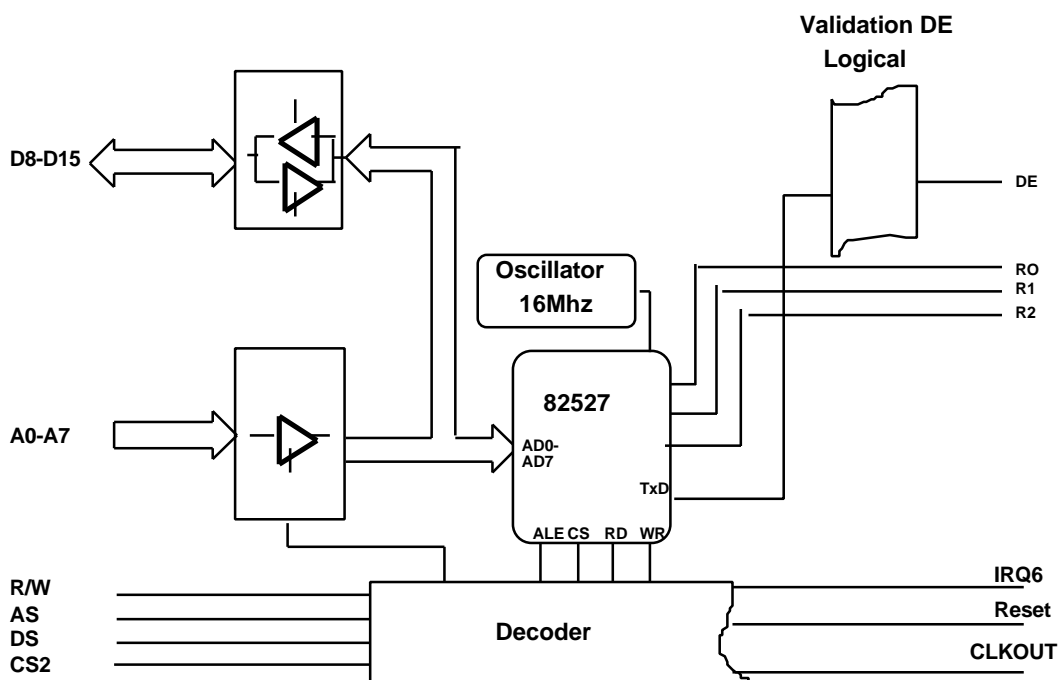 Validation DE
Logical
D8-D15
DE
Oscillator
16Mhz
RO
R1
R2
82527
A0-A7
AD0-
AD7
TxD
ALE CS RD WR
R/W
AS
DS
CS2
Decoder
IRQ6
Reset
CLKOUT